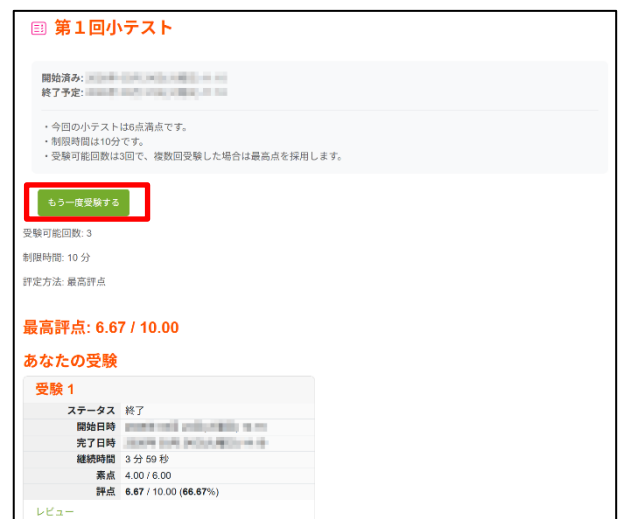 第1回小テスト
開始済み:
終了予定:
・今回の小テストは6点満点です。
・制限時間は10分です。
・受験可能回数は3回で、複数回受験した場合は最高点を採用します。
もう一度受験する
受験可能回数: 3
制限時間: 10 分
評定方法: 最高評点
最高評点: 6.67 / 10.00
あなたの受験
受験 1
ステータス 終了
開始日時
完了日時
継続時間 3 分 59 秒
素点 4.00 / 6.00
評点 6.67 / 10.00 (66.67%)
レビュー